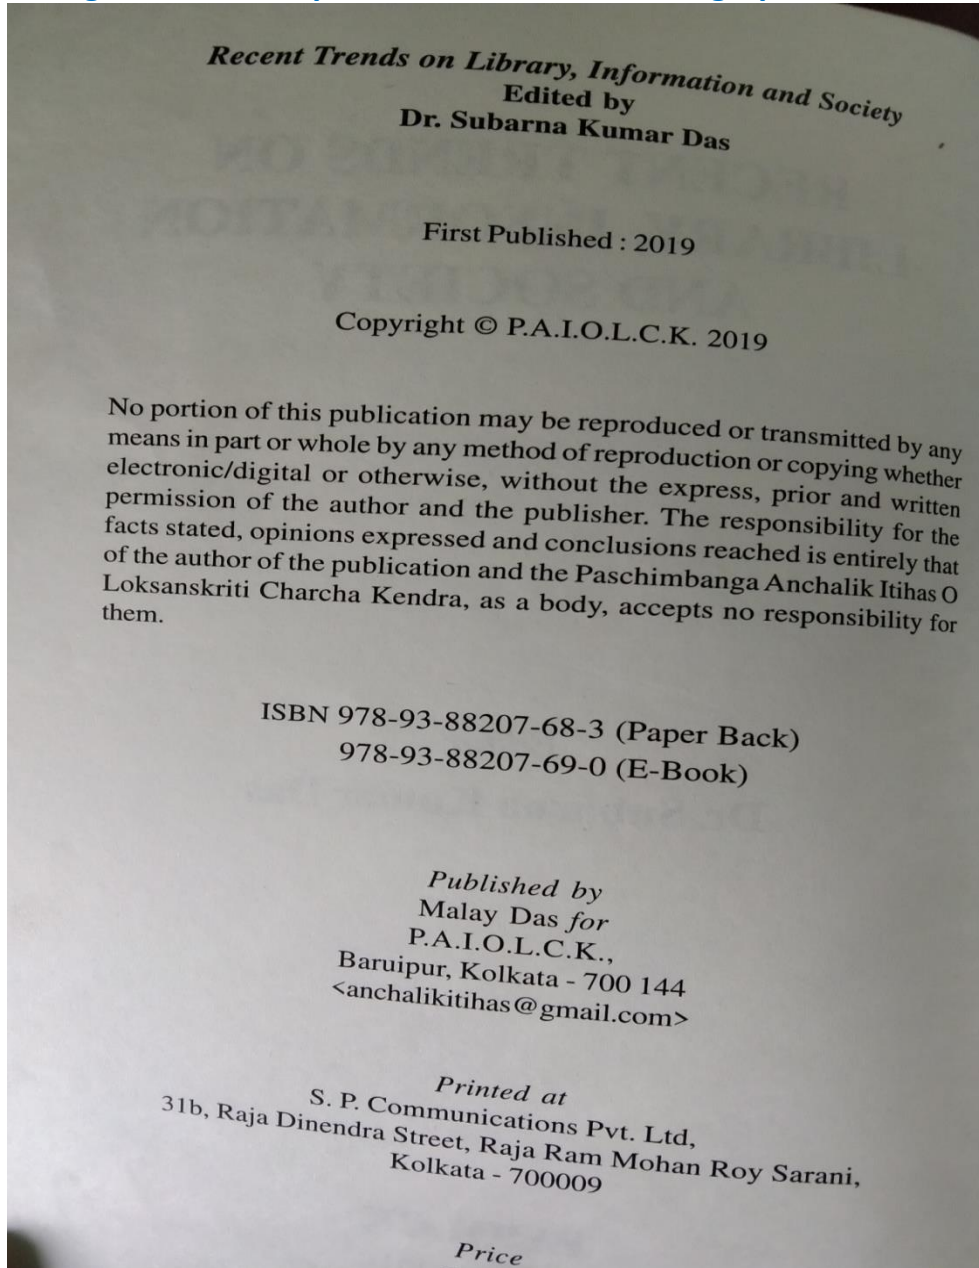 Recent Trends on Library, Information and Society
Edited by
Dr. Subarna Kumar Das
First Published : 2019
Copyright © P.A.I.O.L.C.K. 2019
No portion of this publication may be reproduced or transmitted by any
means in part or whole by any method of reproduction or copying whether
electronic/digital or otherwise, without the express, prior and written
permission of the author and the publisher. The responsibility for the
facts stated, opinions expressed and conclusions reached is entirely that
of the author of the publication and the Paschimbanga Anchalik Itihas O
Loksanskriti Charcha Kendra, as a body, accepts no responsibility for
them.
ISBN 978-93-88207-68-3 (Paper Back)
978-93-88207-69-0 (E-Book)
Published by
Malay Das for
P.A.I.O.L.C.K.,
Baruipur, Kolkata - 700 144
<anchalikitihas@gmail.com>
Printed at
S. P. Communications Pvt. Ltd,
31b, Raja Dinendra Street, Raja Ram Mohan Roy Sarani,
Kolkata - 700009
Price